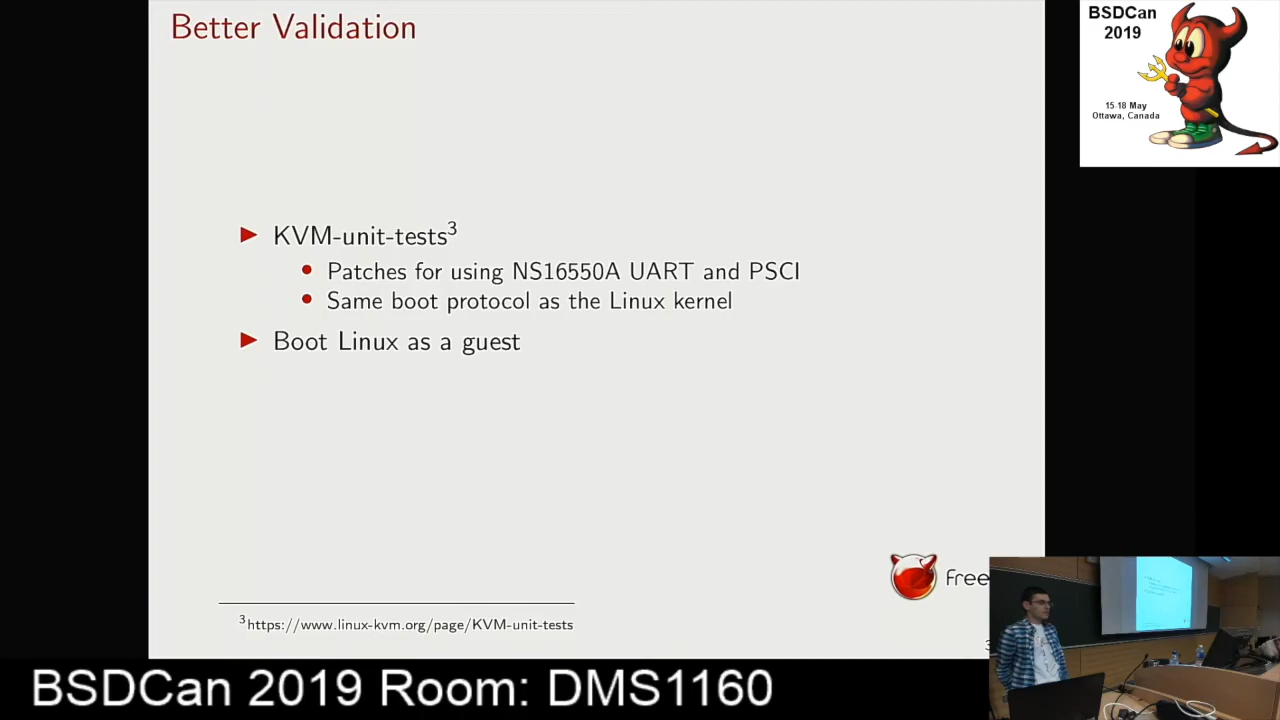 Better Validation
BSDCan
2019
15-18 May
Ottawa, Canada
KVM-unit-tests3
Patches for using NS16550A UART and PSCI
Same boot protocol as the Linux kernel
Boot Linux as a guest
Free
3https://www.linux-kvm.org/page/KVM-unit-tests
BSDCan 2019 Room: DMS1160